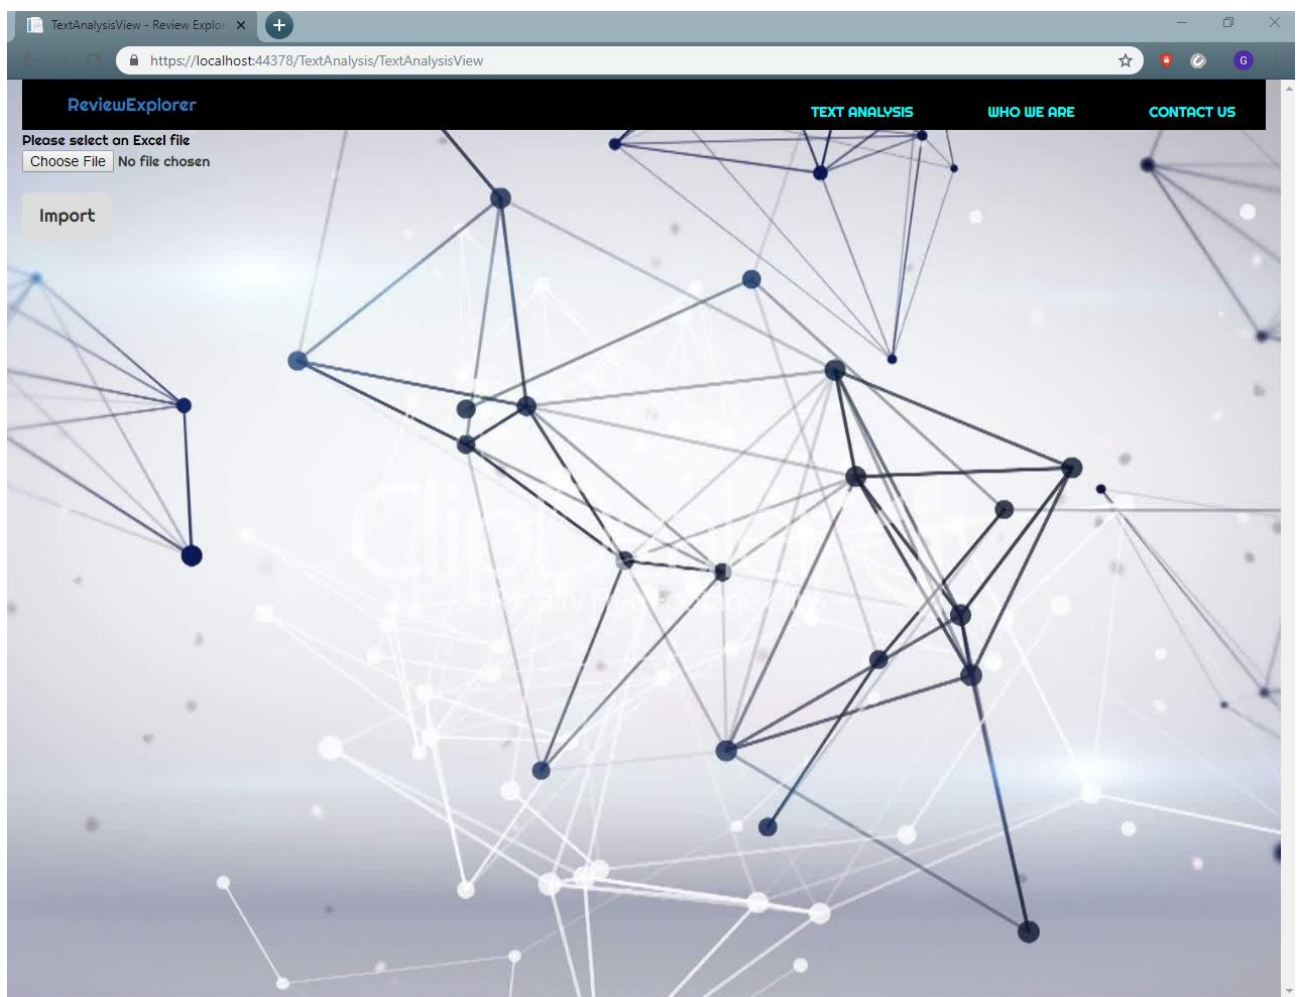 TextAnalysisView - Review Explo
https://localhost:44378/TextAnalysis/TextAnalysisView
G
ReviewExplorer
TEXT ANALYSIS
WHO WE ARE
CONTACT US
Please select an Excel file
Choose File No file chosen
Import